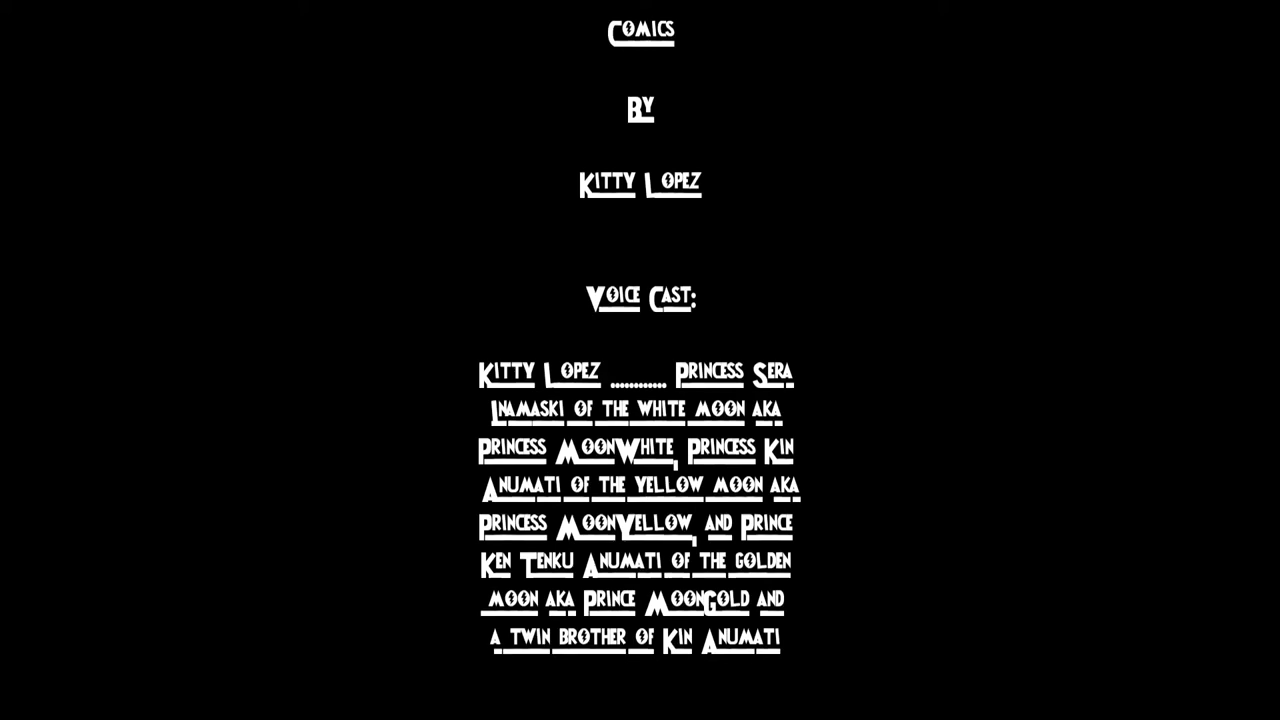 Comics
By
Kitty Lopez
Voice Cast:
Kitty Lopez ............ Princess Sera
Inamaski of the white moon aka
Princess MoonWhite, Princess Kin
Anumati of the yellow moon aka
Princess MoonYellow, and Prince
Ken Tenku Anumati of the golden
moon aka Prince MoonGold and
a twin brother of Kin Anumati